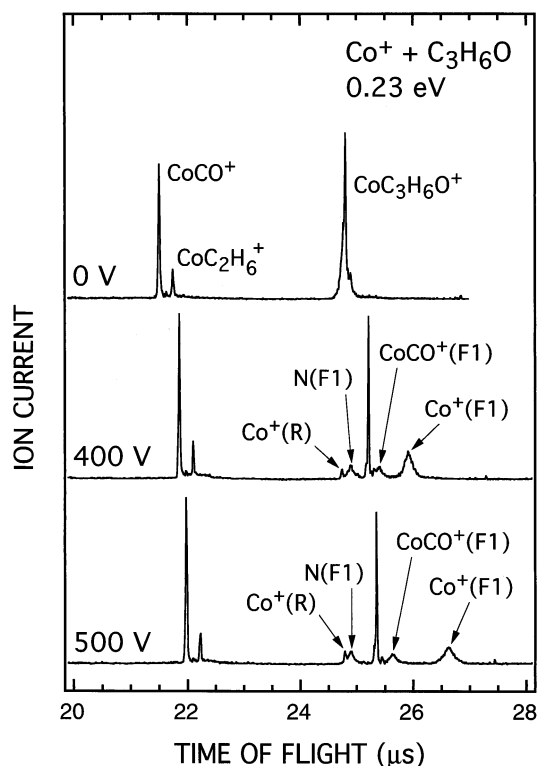 Co⁺ + C₃H₆O
0.23 eV
CoCO⁺
CoC₃H₆O⁺
CoC₂H₆⁺
0 V
CoCO⁺(F1)
N(F1)
Co⁺(F1)
Co⁺(R)
400 V
CoCO⁺(F1)
N(F1)
Co⁺(F1)
Co⁺(R)
500 V
ION CURRENT
20 22 24 26 28
TIME OF FLIGHT (μs)